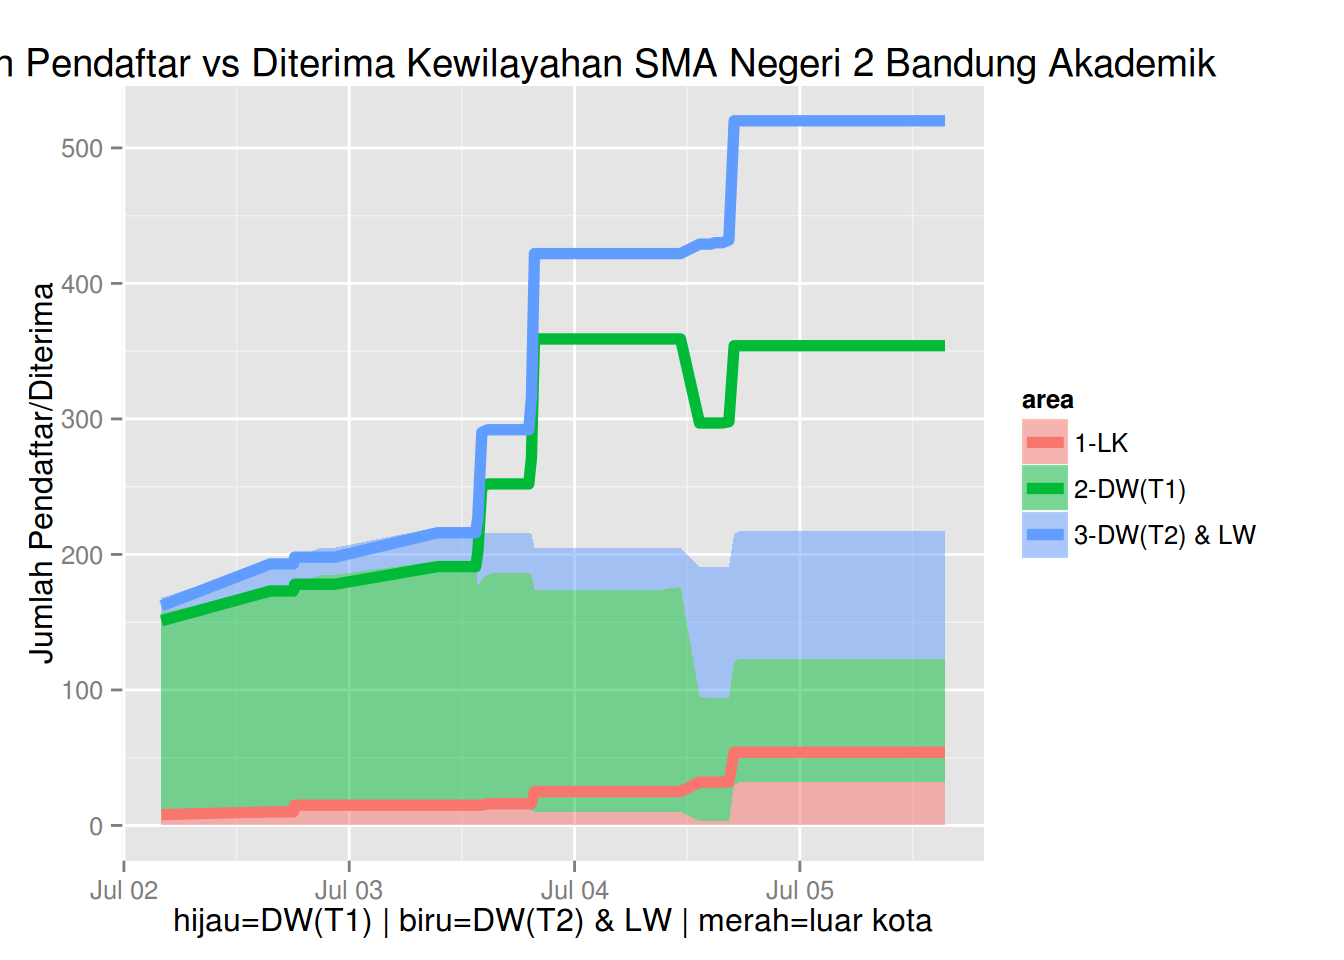 Pendaftar vs Diterima Kewilayahan SMA Negeri 2 Bandung Akademik
Jumlah Pendaftar/Diterima
500
400
300
200
100
0
Jul 02
Jul 03
Jul 04
Jul 05
hijau=DW(T1) | biru=DW(T2) & LW | merah=luar kota
area
1-LK
2-DW(T1)
3-DW(T2) & LW